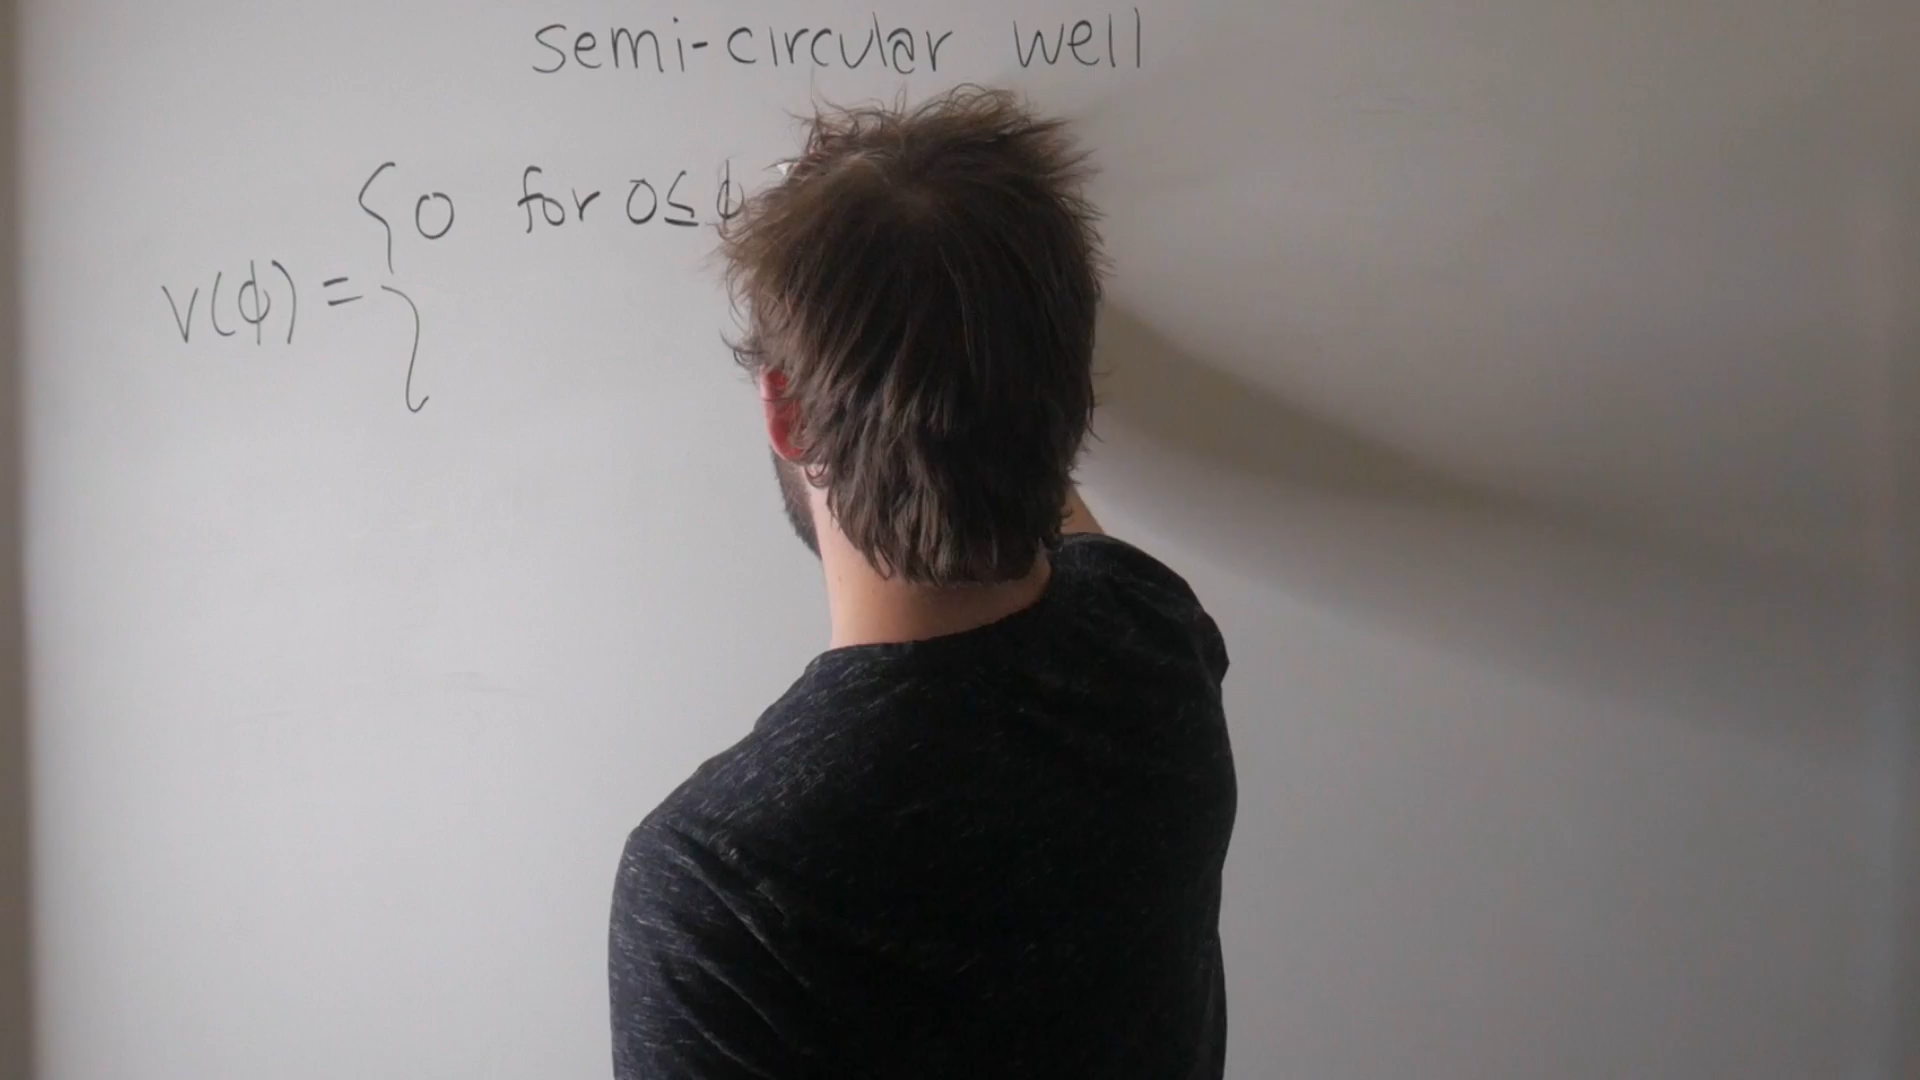 semi-circular well
0 for 0≤ϕ
V(ϕ) = {